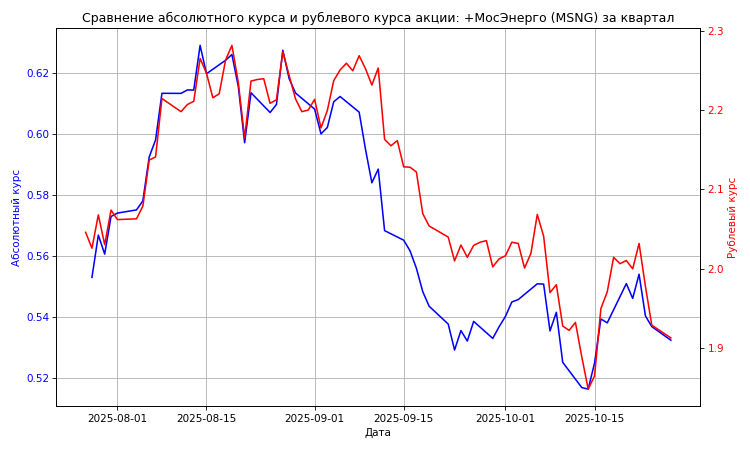 Сравнение абсолютного курса и рублевого курса акции: +МосЭнерго (MSNG) за квартал
Абсолютный курс
0.62
0.60
0.58
0.56
0.54
0.52
2.3
2.2
2.1
2.0
1.9
Рублевый курс
2025-08-01 2025-08-15 2025-09-01 2025-09-15 2025-10-01 2025-10-15
Дата